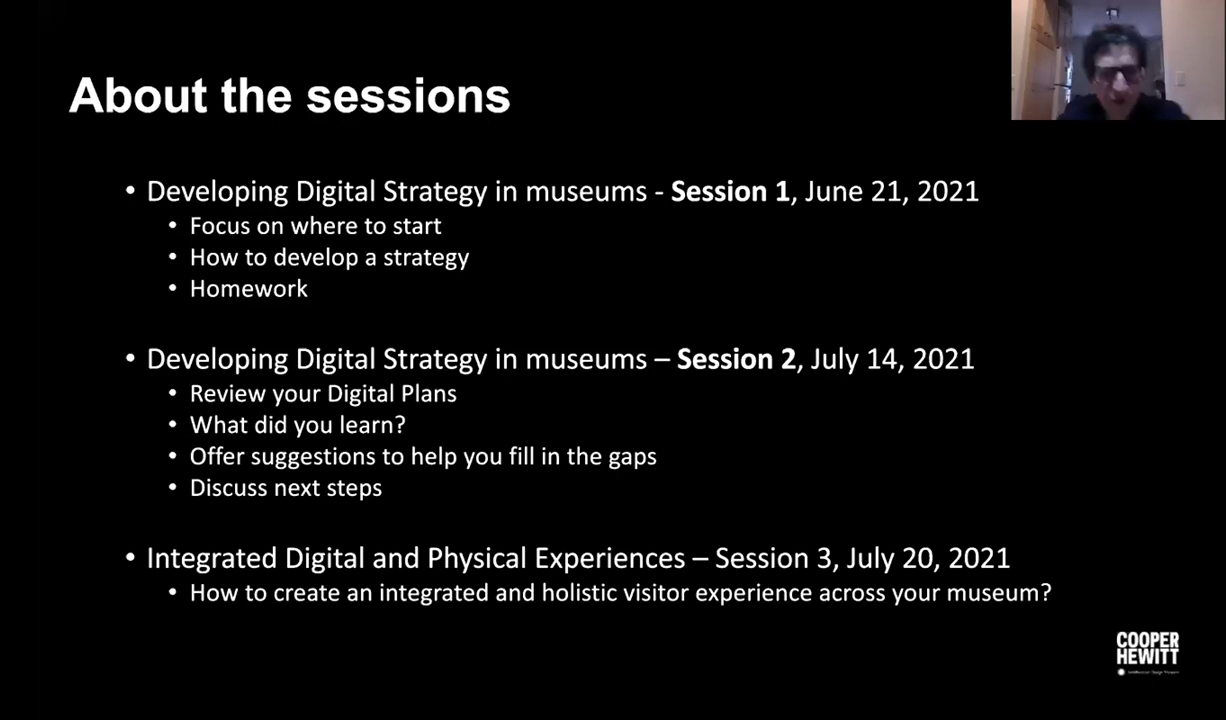 About the sessions
• Developing Digital Strategy in museums - Session 1, June 21, 2021
• Focus on where to start
• How to develop a strategy
• Homework
• Developing Digital Strategy in museums – Session 2, July 14, 2021
• Review your Digital Plans
• What did you learn?
• Offer suggestions to help you fill in the gaps
• Discuss next steps
• Integrated Digital and Physical Experiences – Session 3, July 20, 2021
• How to create an integrated and holistic visitor experience across your museum?
COOPER
HEWITT